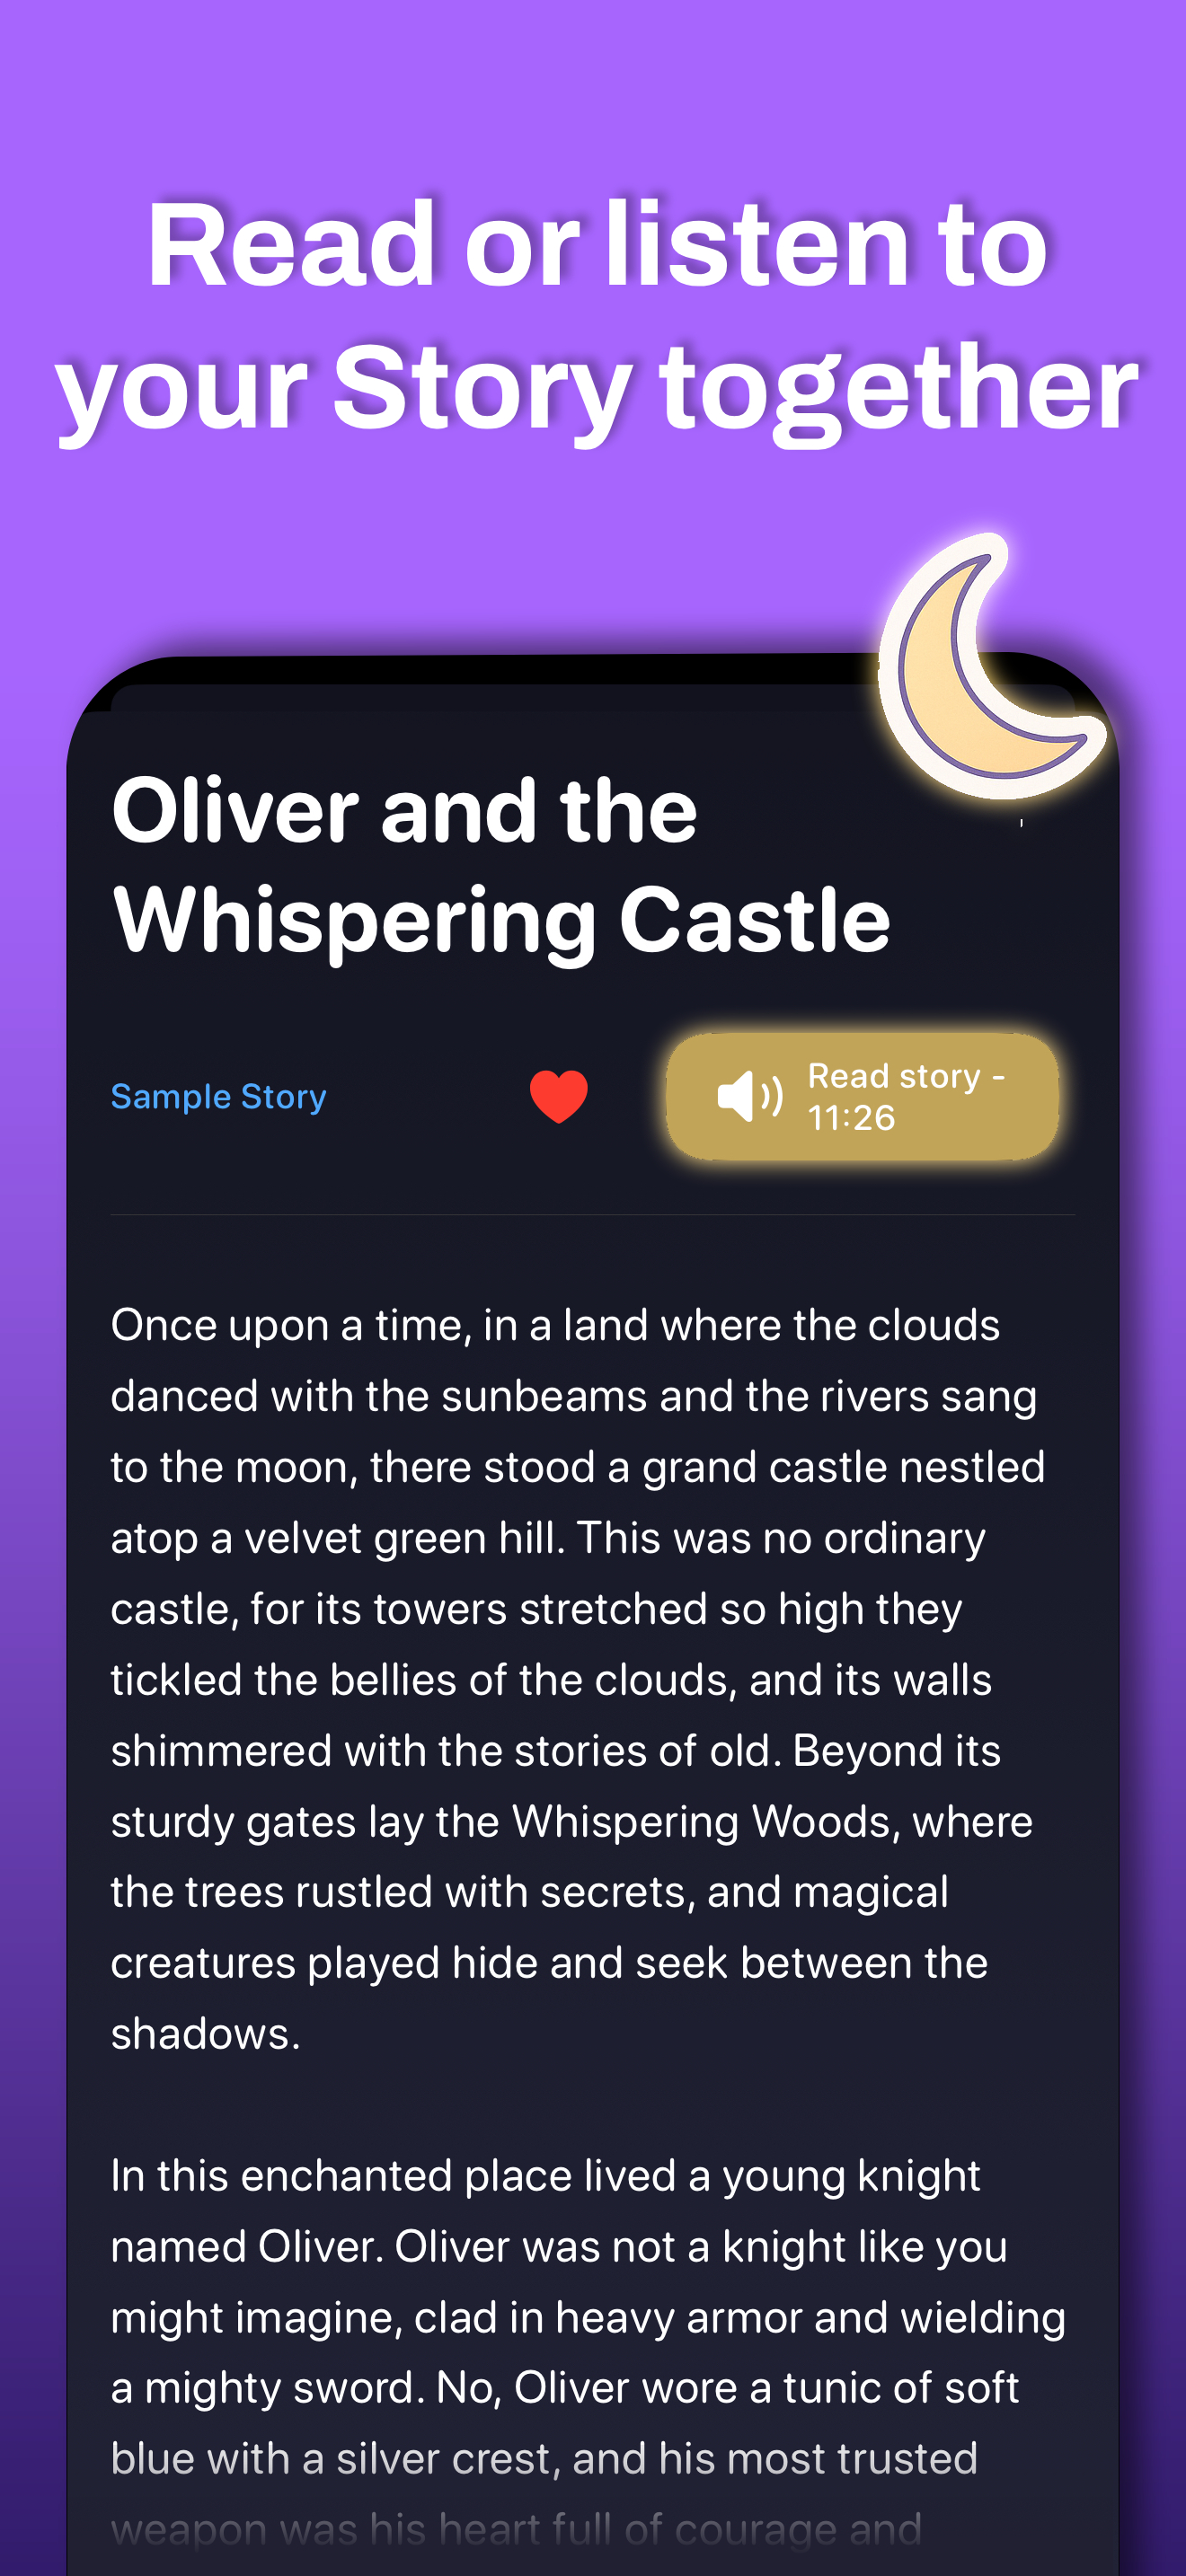 Read or listen to
your Story together
Oliver and the
Whispering Castle
Sample Story
Read story -
11:26
Once upon a time, in a land where the clouds
danced with the sunbeams and the rivers sang
to the moon, there stood a grand castle nestled
atop a velvet green hill. This was no ordinary
castle, for its towers stretched so high they
tickled the bellies of the clouds, and its walls
shimmered with the stories of old. Beyond its
sturdy gates lay the Whispering Woods, where
the trees rustled with secrets, and magical
creatures played hide and seek between the
shadows.
In this enchanted place lived a young knight
named Oliver. Oliver was not a knight like you
might imagine, clad in heavy armor and wielding
a mighty sword. No, Oliver wore a tunic of soft
blue with a silver crest, and his most trusted
weapon was his heart full of courage and